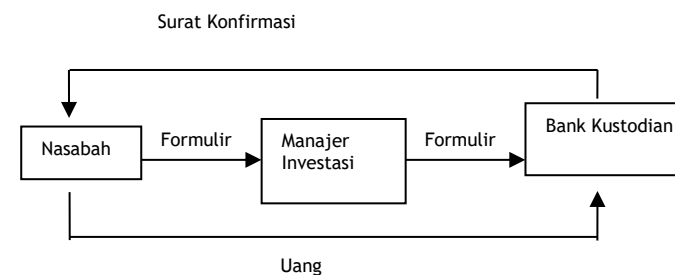 Surat Konfirmasi
Nasabah
Formulir
Manajer
Investasi
Formulir
Bank Kustodian
Uang